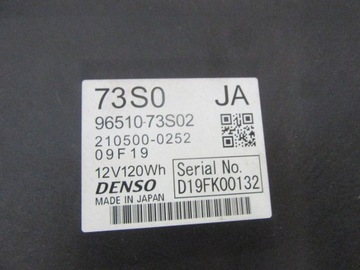 73S0 JA
96510-73S02
210500-0252
09F19
12V120Wh
DENSO
MADE IN JAPAN
Serial No.
D19FK00132